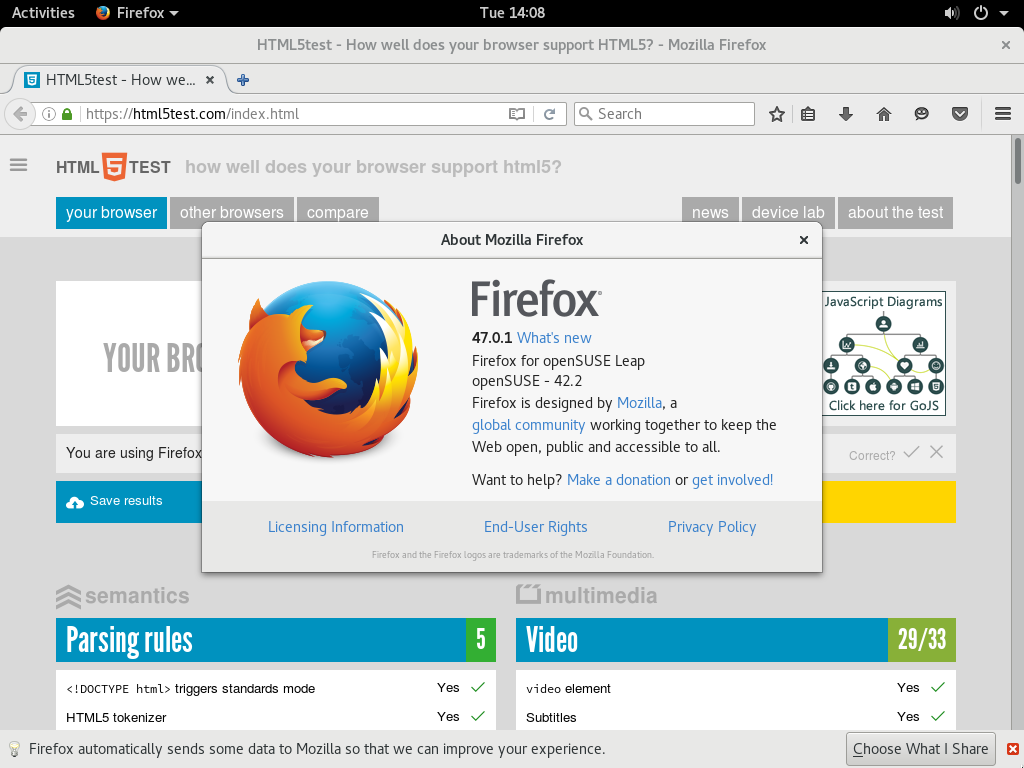 Activities Firefox Tue 14:08
HTML5test - How well does your browser support HTML5? - Mozilla Firefox
HTML5test - How we...
https://html5test.com/index.html Search
HTML 5 TEST how well does your browser support html5?
your browser other browsers compare news device lab about the test
About Mozilla Firefox
Firefox
47.0.1 What's new
Firefox for openSUSE Leap
openSUSE - 42.2
Firefox is designed by Mozilla, a
global community working together to keep the
Web open, public and accessible to all.
Want to help? Make a donation or get involved!
Licensing Information End-User Rights Privacy Policy
Firefox and the Firefox logos are trademarks of the Mozilla Foundation.
JavaScript Diagrams
Click here for GoJS
YOUR BRO
You are using Firefox Correct?
Save results
semantics multimedia
Parsing rules 5 Video 29/33
<!DOCTYPE html> triggers standards mode Yes video element Yes
HTML5 tokenizer Yes Subtitles Yes
Firefox automatically sends some data to Mozilla so that we can improve your experience. Choose What I Share